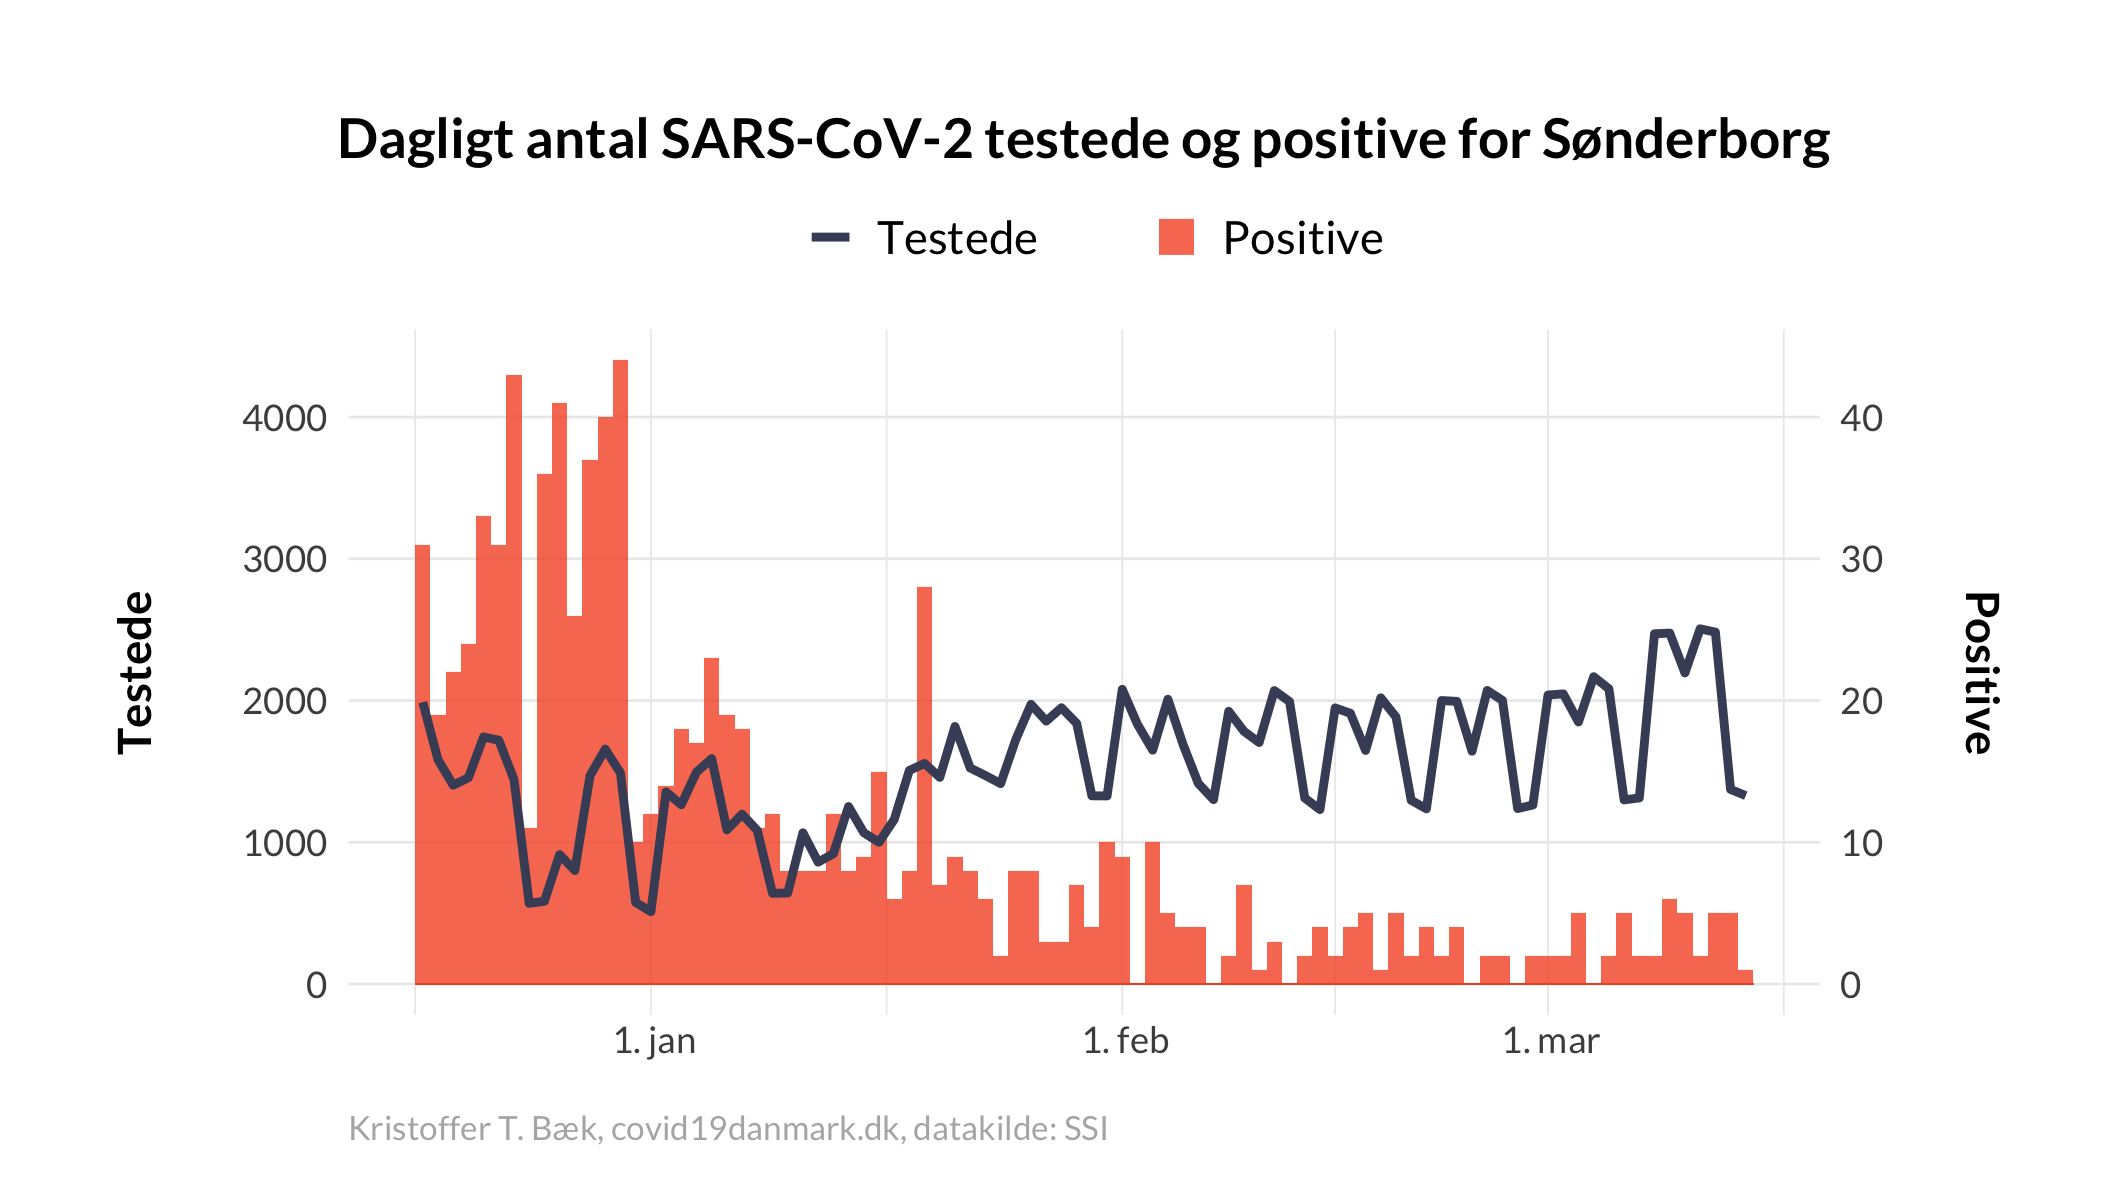 Dagligt antal SARS-CoV-2 testede og positive for Sønderborg
Testede
Positive
4000
3000
2000
1000
0
Testede
40
30
20
10
0
Positive
1. jan
1. feb
1. mar
Kristoffer T. Bæk, covid19danmark.dk, datakilde: SSI